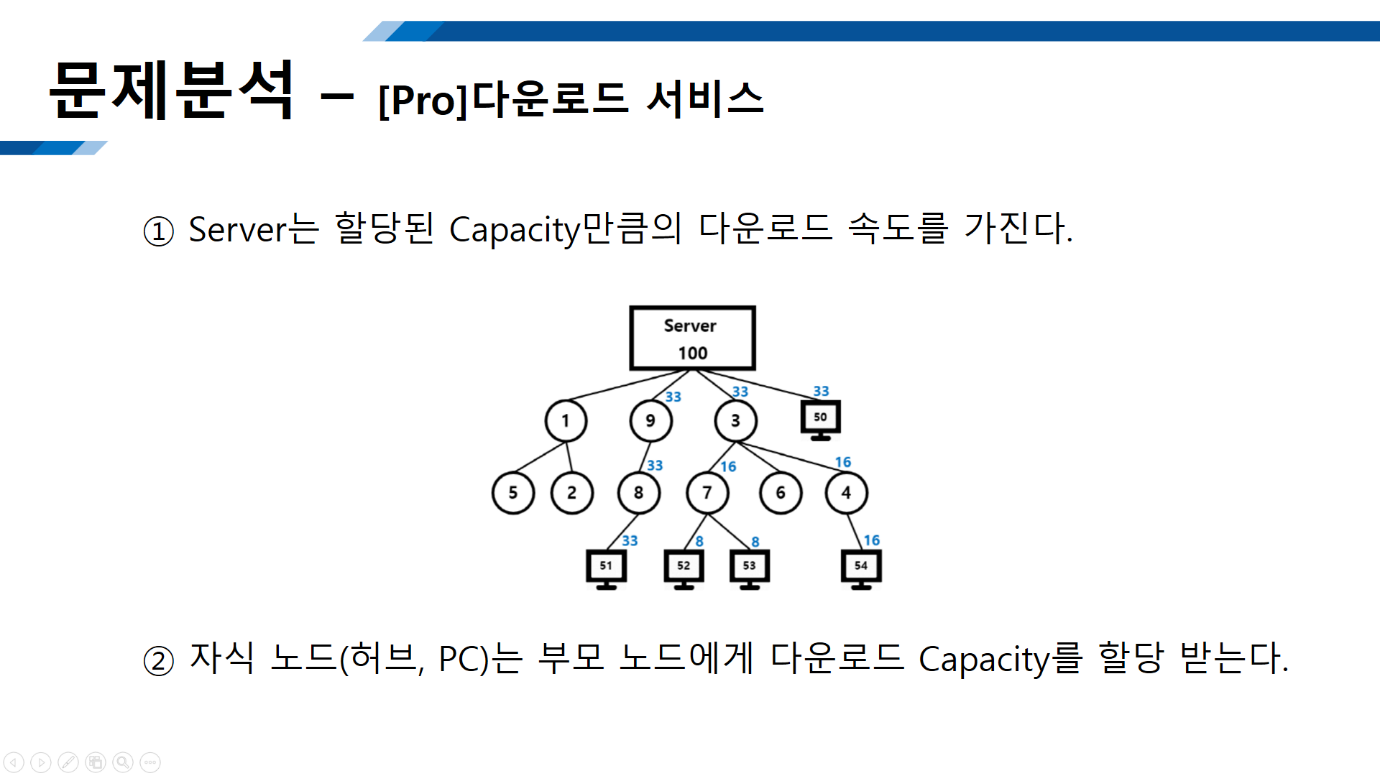 문제분석 – [Pro]다운로드 서비스
① Server는 할당된 Capacity만큼의 다운로드 속도를 가진다.
Server
100
33 33 33
1 9 3 50
33 16 16
5 2 8 7 6 4
33 8 8 16
51 52 53 54
② 자식 노드(허브, PC)는 부모 노드에게 다운로드 Capacity를 할당 받는다.